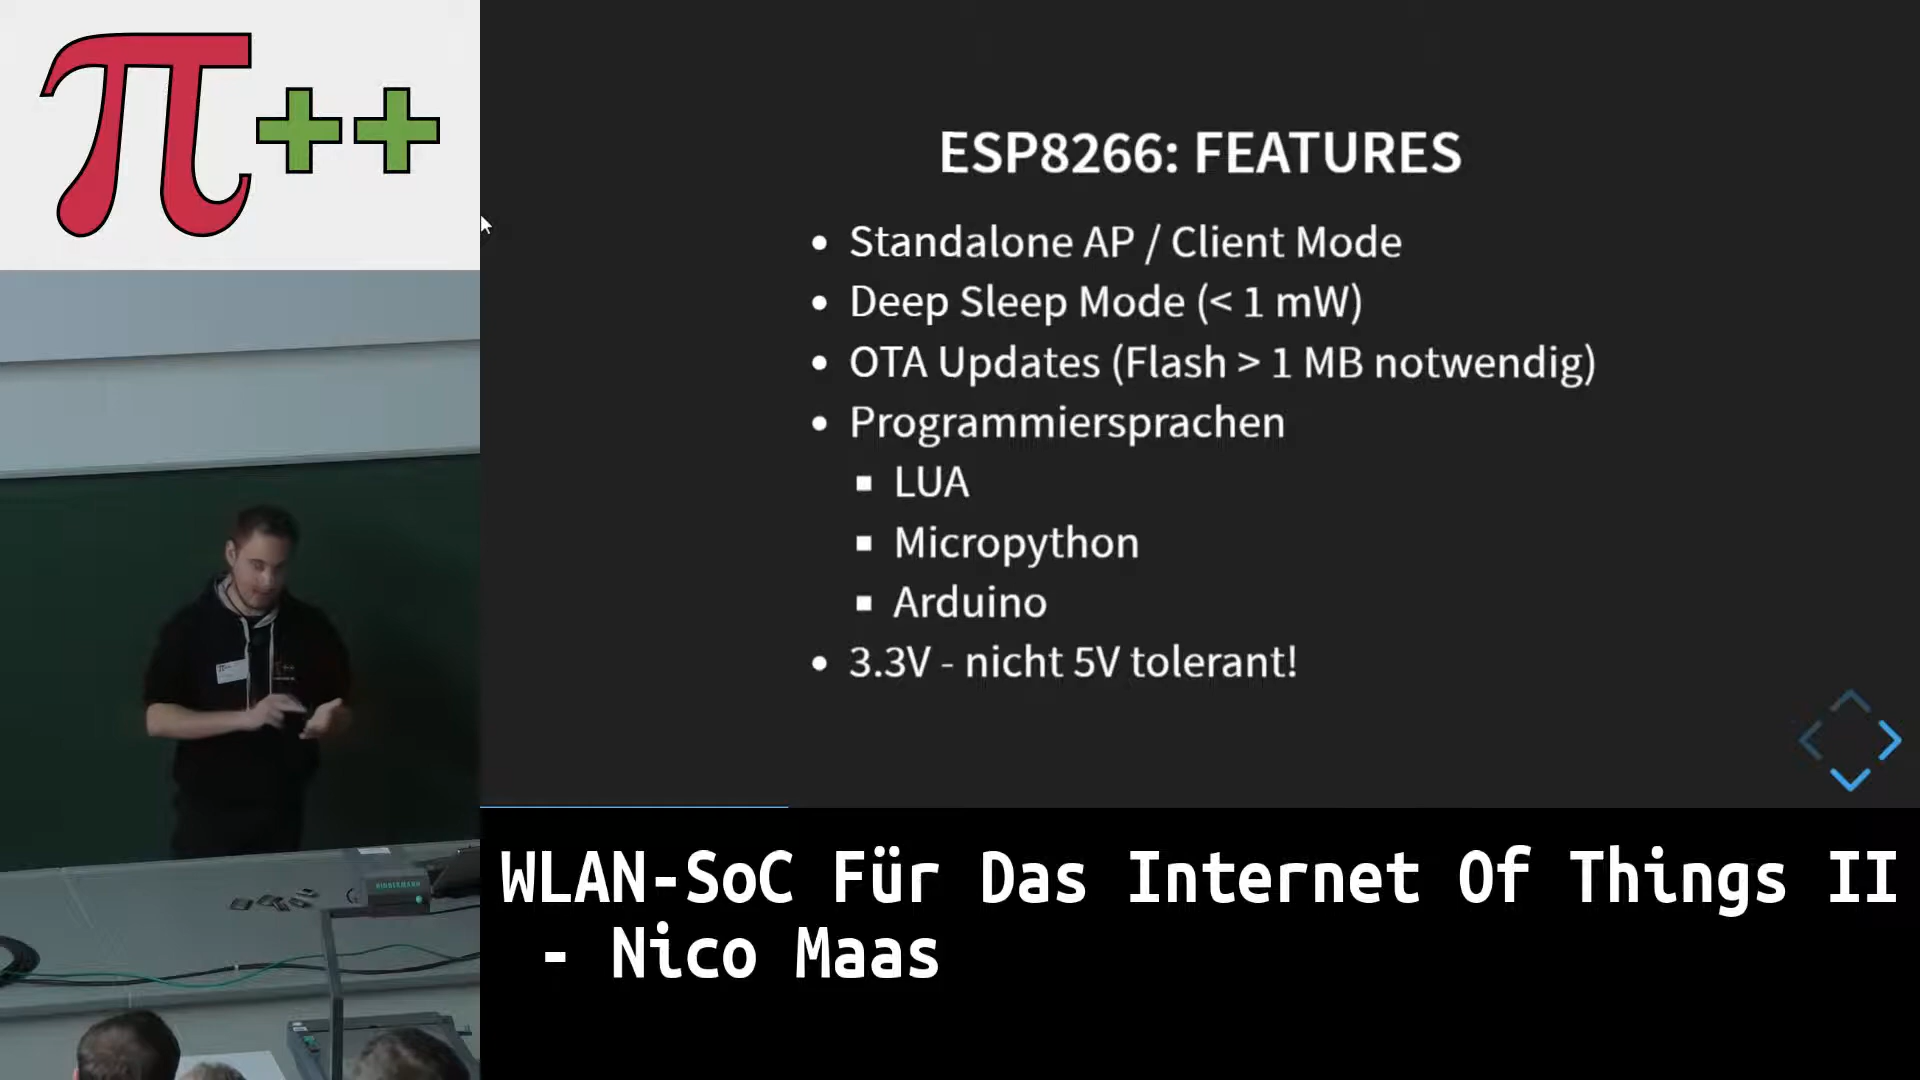 π++
ESP8266: FEATURES
Standalone AP / Client Mode
Deep Sleep Mode (< 1 mW)
OTA Updates (Flash > 1 MB notwendig)
Programmiersprachen
LUA
Micropython
Arduino
3.3V - nicht 5V tolerant!
WLAN-SoC Für Das Internet Of Things II
- Nico Maas